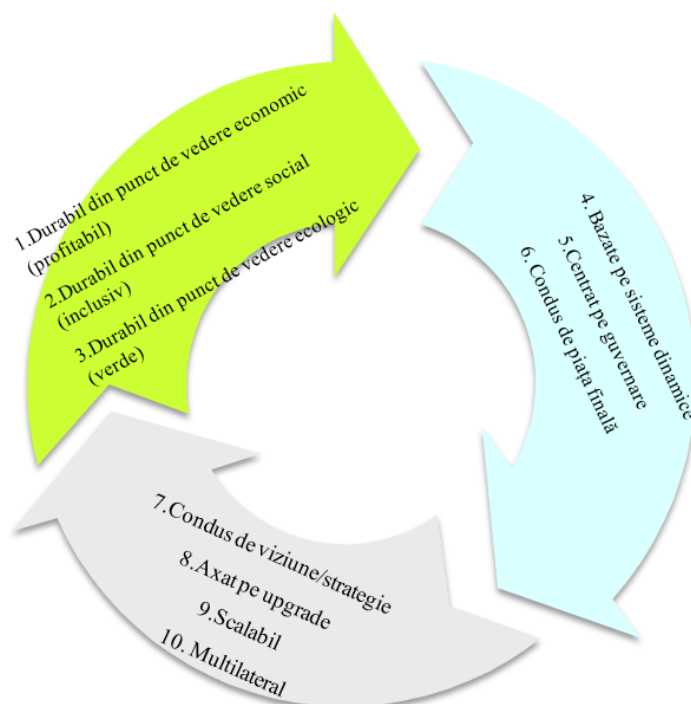 1.Durabil din punct de vedere economic
(profitabil)
2.Durabil din punct de vedere social
(inclusiv)
3.Durabil din punct de vedere ecologic
(verde)
4. Bazate pe sisteme dinamice
5.Centrat pe guvernare
6. Condus de piața finală
7.Condus de viziune/strategie
8.Axat pe upgrade
9.Scalabil
10. Multilateral